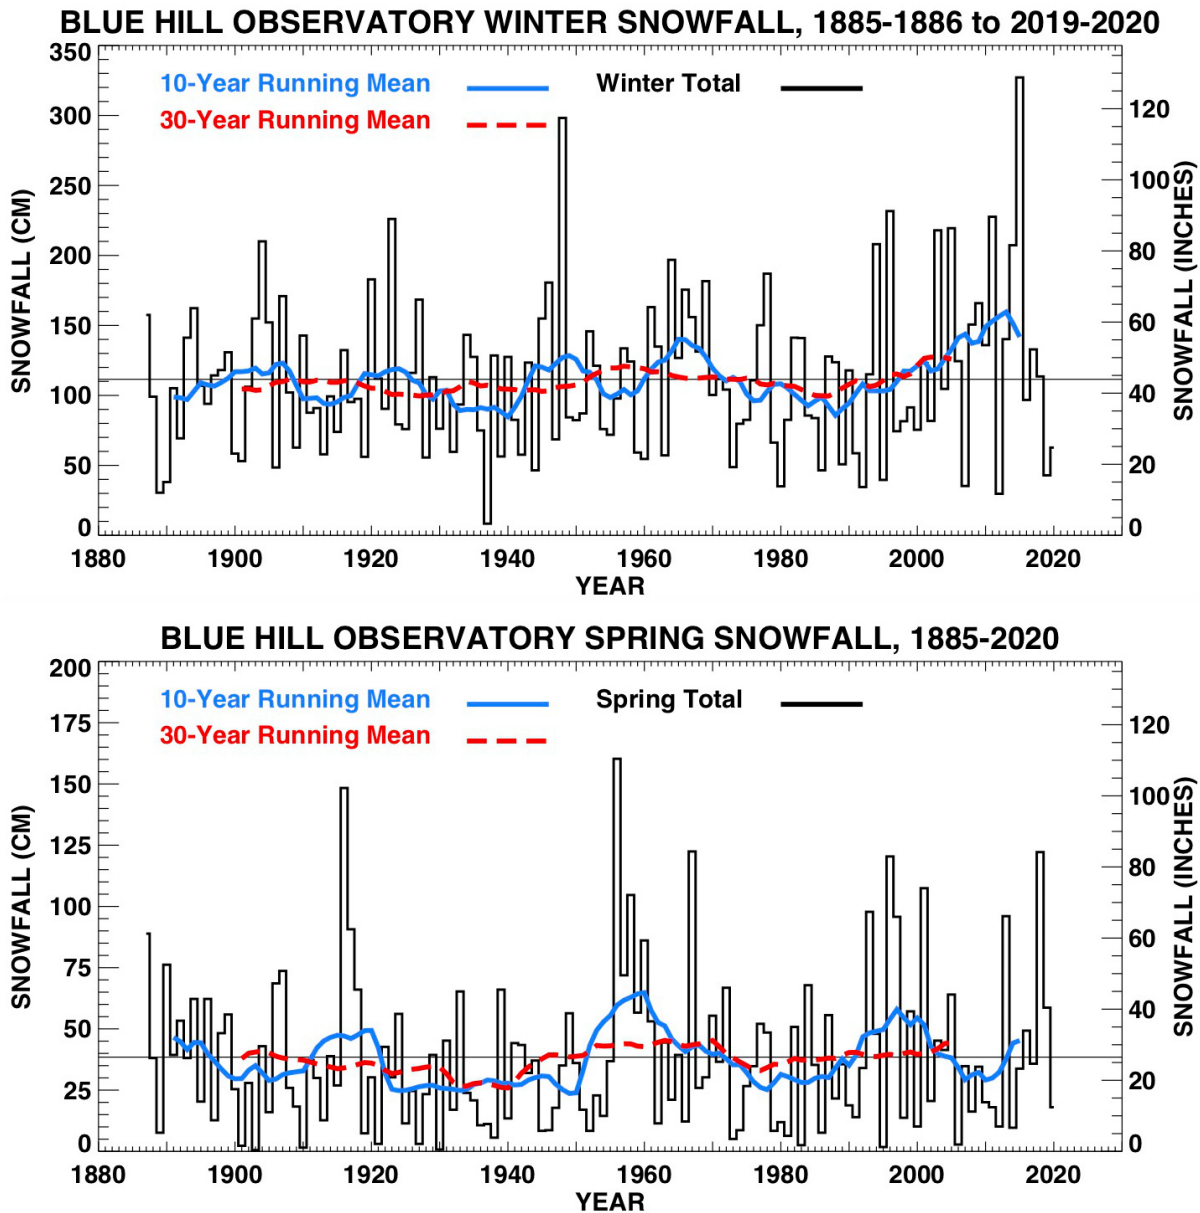 BLUE HILL OBSERVATORY WINTER SNOWFALL, 1885-1886 to 2019-2020
350
300
250
200
150
100
50
0
SNOWFALL (CM)
10-Year Running Mean
30-Year Running Mean
Winter Total
120
100
80
60
40
20
0
SNOWFALL (INCHES)
1880 1900 1920 1940 1960 1980 2000 2020
YEAR
BLUE HILL OBSERVATORY SPRING SNOWFALL, 1885-2020
200
175
150
125
100
75
50
25
0
SNOWFALL (CM)
10-Year Running Mean
30-Year Running Mean
Spring Total
120
100
80
60
40
20
0
SNOWFALL (INCHES)
1880 1900 1920 1940 1960 1980 2000 2020
YEAR